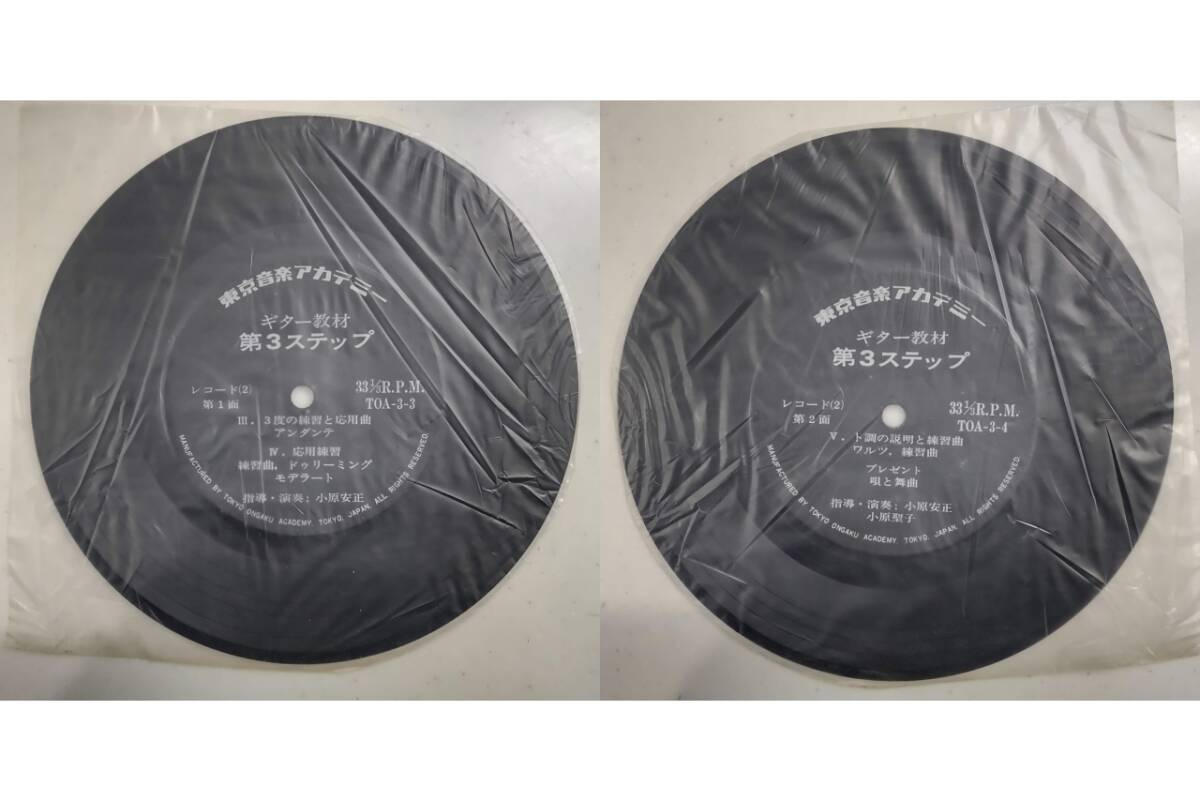 東京音楽アカデミー
ギター教材
第3ステップ
レコード(2)
第1面
33⅓R.P.M.
TOA-3-3
Ⅲ．3度の練習と応用曲
アンダンテ
Ⅳ．応用練習
練習曲，ドゥリーミング
モデラート
指導・演奏；小原安正
MANUFACTURED BY TOKYO ONGAKU ACADEMY, TOKYO, JAPAN. ALL RIGHTS RESERVED.
東京音楽アカデミー
ギター教材
第3ステップ
レコード(2)
第2面
33⅓R.P.M.
TOA-3-4
Ⅴ．ト調の説明と練習曲
ワルツ，練習曲
プレゼント
唄と舞曲
指導・演奏；小原安正
小原聖子
MANUFACTURED BY TOKYO ONGAKU ACADEMY, TOKYO, JAPAN. ALL RIGHTS RESERVED.